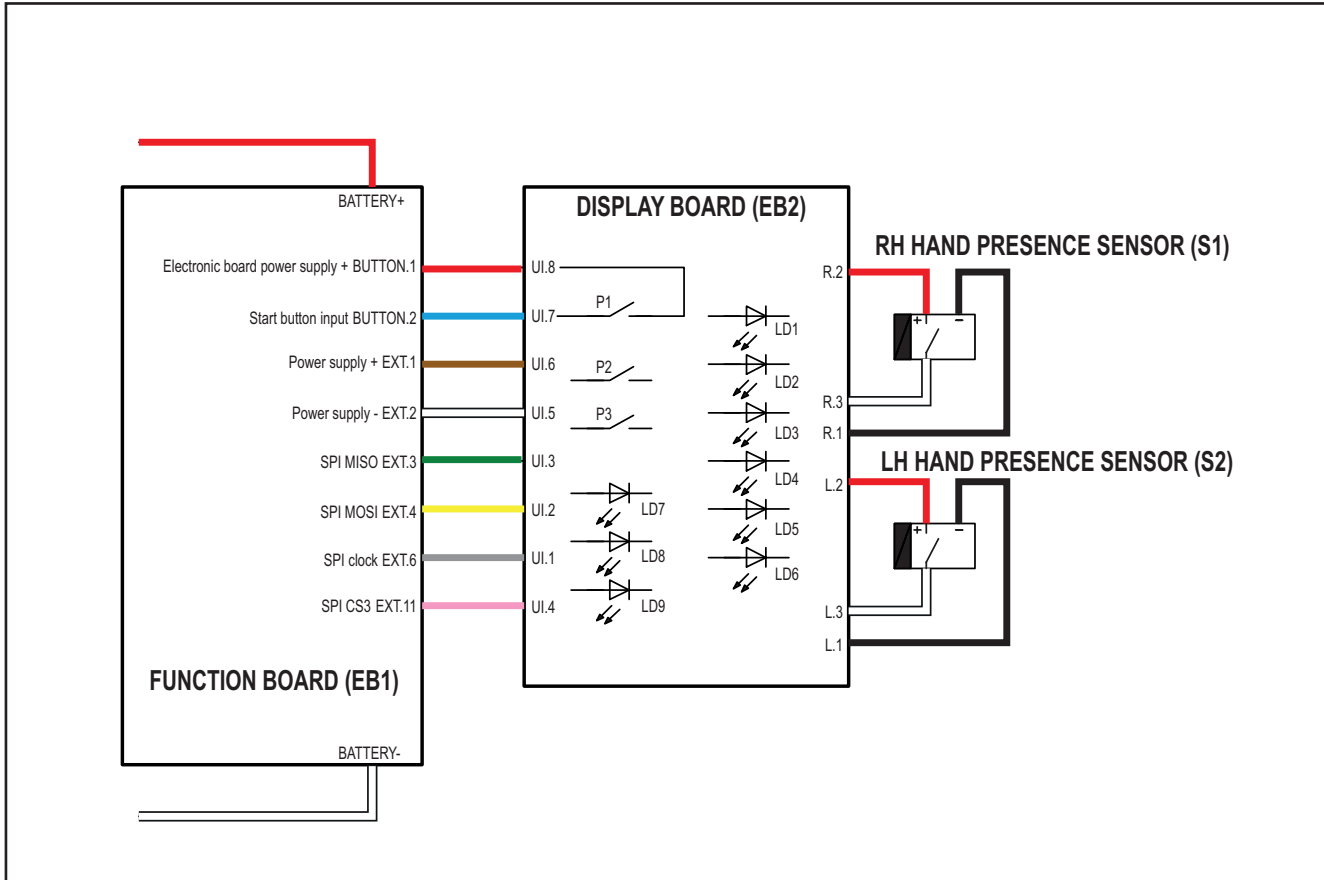 BATTERY+
Electronic board power supply + BUTTON.1
Start button input BUTTON.2
Power supply + EXT.1
Power supply - EXT.2
SPI MISO EXT.3
SPI MOSI EXT.4
SPI clock EXT.6
SPI CS3 EXT.11
FUNCTION BOARD (EB1)
BATTERY-
DISPLAY BOARD (EB2)
UI.8
UI.7
UI.6
UI.5
UI.3
UI.2
UI.1
UI.4
P1
P2
P3
LD7
LD8
LD9
LD1
LD2
LD3
LD4
LD5
LD6
R.2
R.3
R.1
L.2
L.3
L.1
RH HAND PRESENCE SENSOR (S1)
+ −
LH HAND PRESENCE SENSOR (S2)
+ −